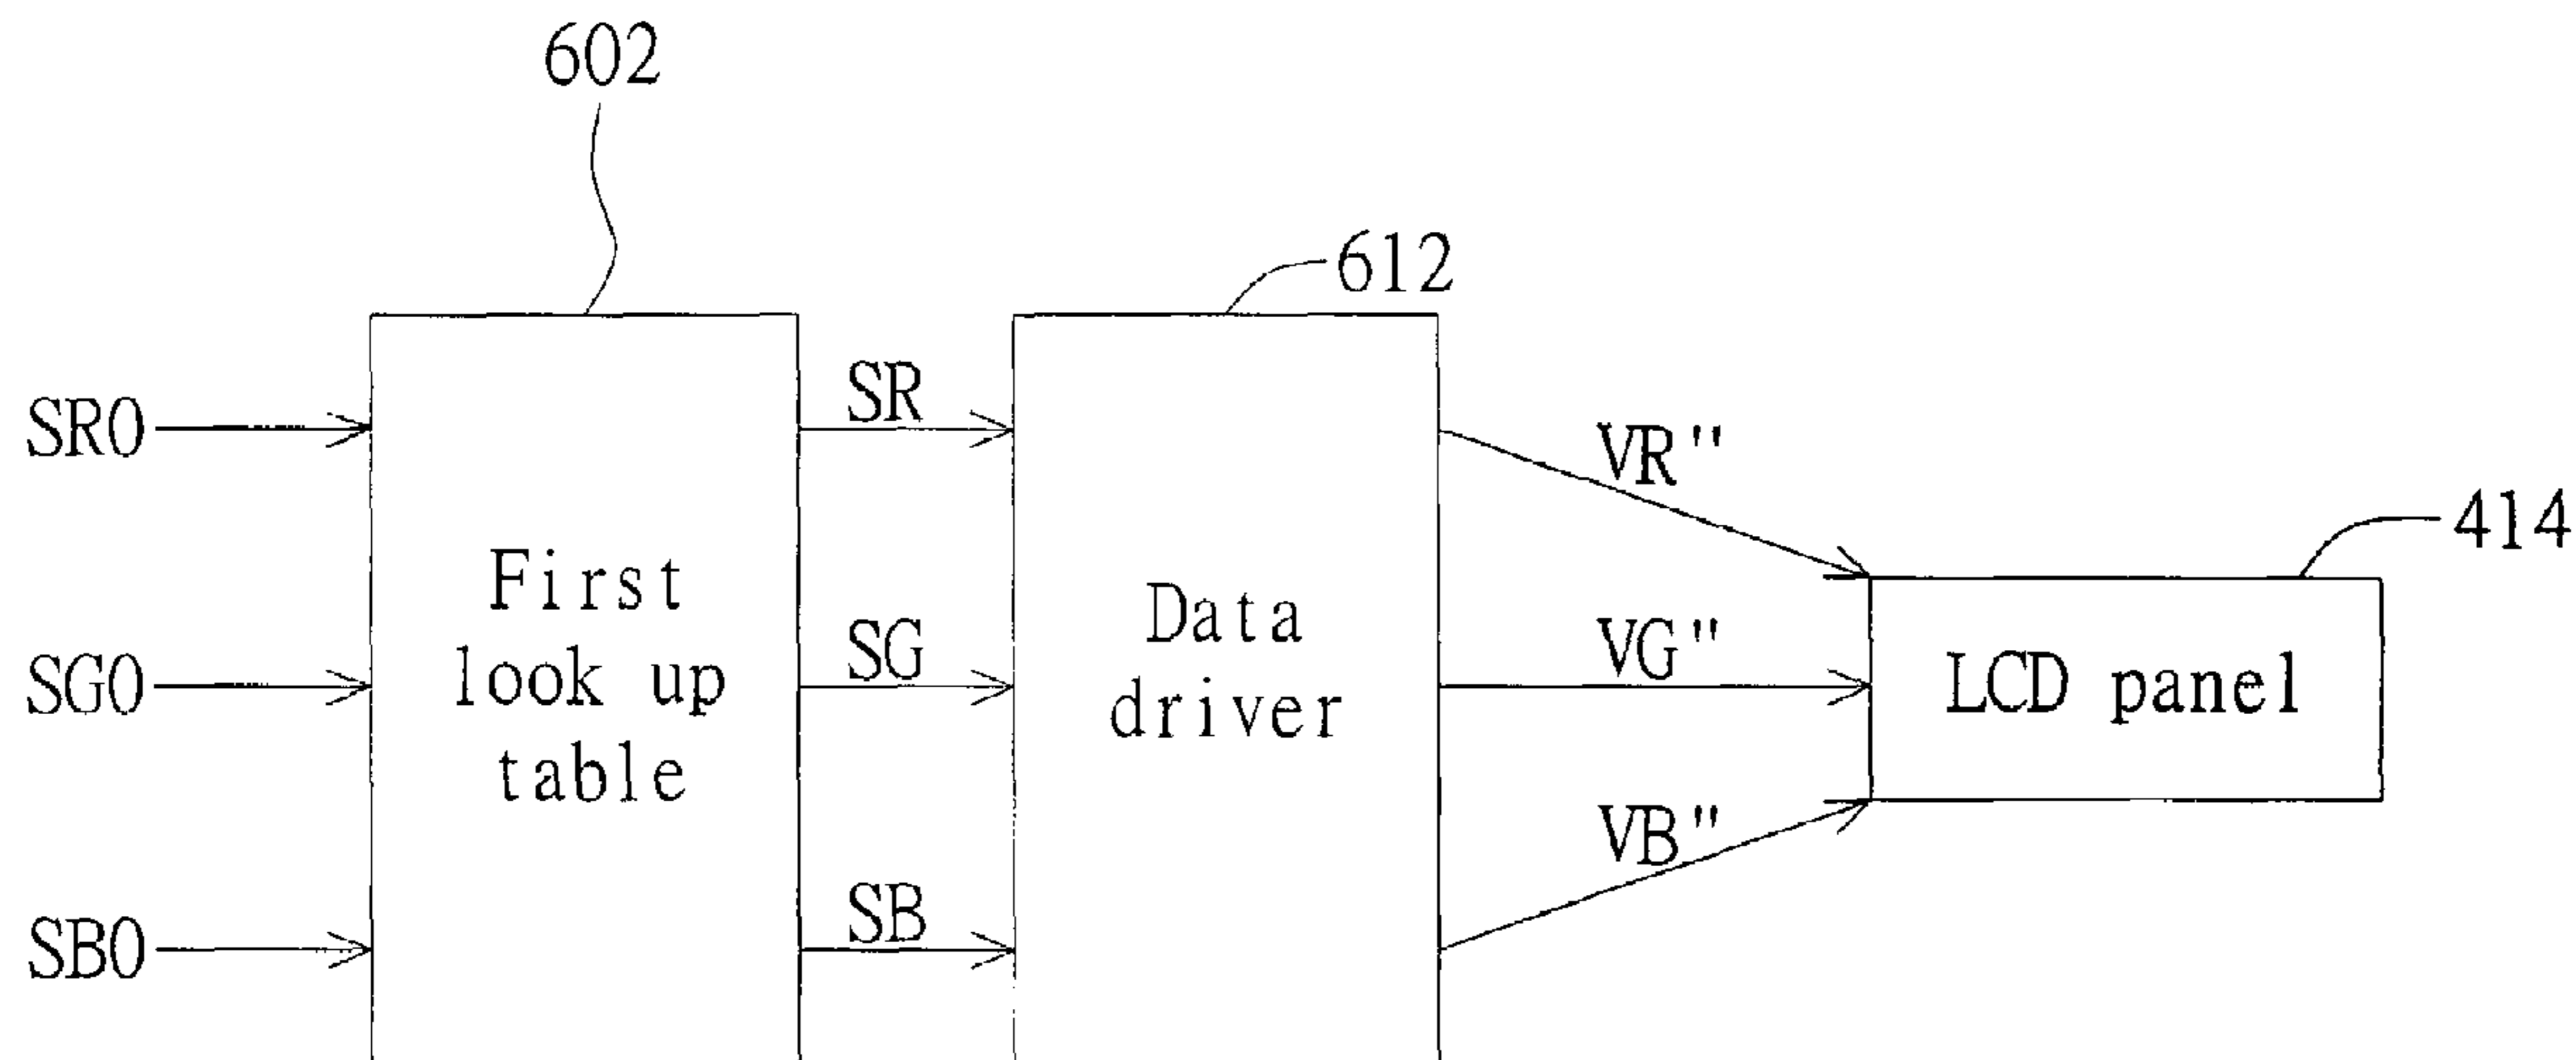 602
612
SR0
SR
VR"
414
First
look up
table
Data
driver
SG0
SG
VG"
LCD panel
SB0
SB
VB"